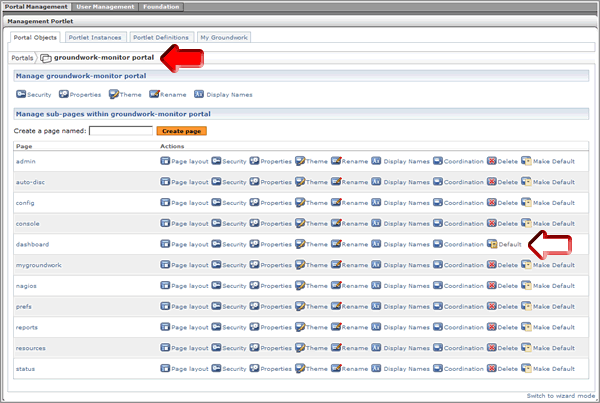 Portal Management User Management Foundation
Management Portlet
Portal Objects Portlet Instances Portlet Definitions My Groundwork
Portals groundwork-monitor portal
Manage groundwork-monitor portal
Security Properties Theme Rename Display Names
Manage sub-pages within groundwork-monitor portal
Create a page named: Create page
Page Actions
admin Page layout Security Properties Theme Rename Display Names Coordination Delete Make Default
auto-disc Page layout Security Properties Theme Rename Display Names Coordination Delete Make Default
config Page layout Security Properties Theme Rename Display Names Coordination Delete Make Default
console Page layout Security Properties Theme Rename Display Names Coordination Delete Make Default
dashboard Page layout Security Properties Theme Rename Display Names Coordination Default
mygroundwork Page layout Security Properties Theme Rename Display Names Coordination Delete Make Default
nagios Page layout Security Properties Theme Rename Display Names Coordination Delete Make Default
prefs Page layout Security Properties Theme Rename Display Names Coordination Delete Make Default
reports Page layout Security Properties Theme Rename Display Names Coordination Delete Make Default
resources Page layout Security Properties Theme Rename Display Names Coordination Delete Make Default
status Page layout Security Properties Theme Rename Display Names Coordination Delete Make Default
Switch to wizard mode